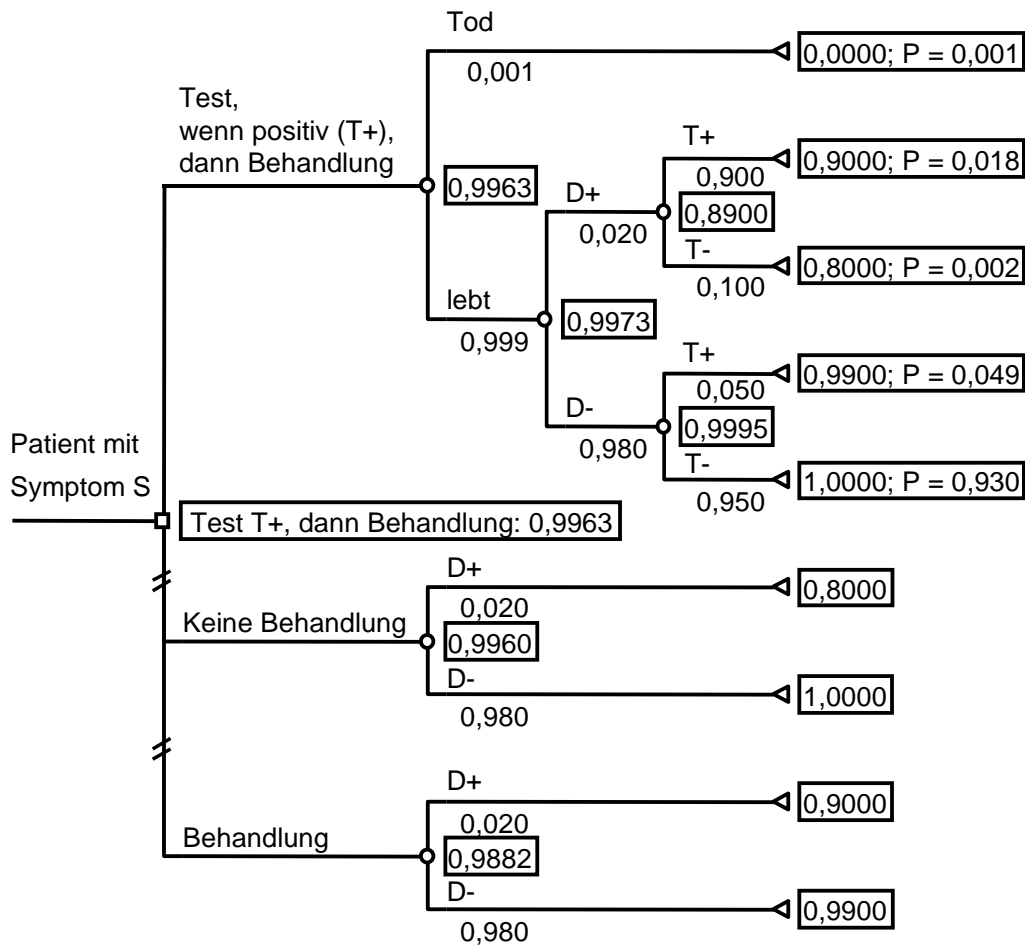 Tod
0,001
0,0000; P = 0,001
Test,
wenn positiv (T+),
dann Behandlung
0,9963
T+
0,900
0,9000; P = 0,018
D+
0,020
0,8900
T-
0,100
0,8000; P = 0,002
lebt
0,999
0,9973
T+
0,050
0,9900; P = 0,049
D-
0,980
0,9995
T-
0,950
1,0000; P = 0,930
Patient mit
Symptom S
Test T+, dann Behandlung: 0,9963
D+
0,020
0,8000
Keine Behandlung
0,9960
D-
0,980
1,0000
D+
0,020
0,9000
Behandlung
0,9882
D-
0,980
0,9900